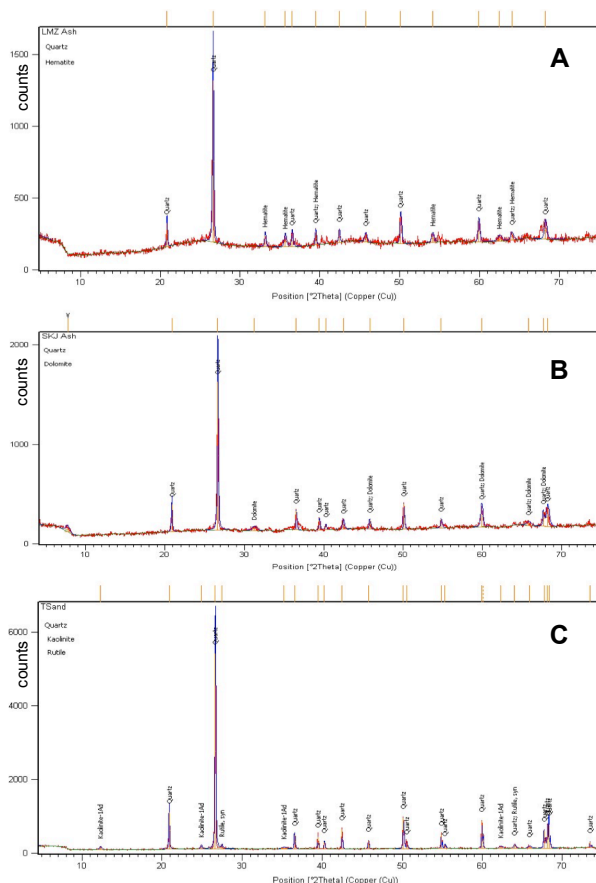 LMZ Ash
Quartz
Hematite
A
counts
1500
1000
500
0
Quartz
Quartz
Hematite
Hematite
Quartz
Quartz; Hematite
Quartz
Quartz
Quartz
Hematite
Quartz
Hematite
Quartz; Hematite
Quartz
10 20 30 40 50 60 70
Position [°2Theta] (Copper (Cu))
SKJ Ash
Quartz
Dolomite
B
counts
2000
1000
0
Quartz
Quartz
Dolomite
Quartz
Quartz
Quartz
Quartz
Quartz; Dolomite
Quartz
Quartz
Quartz; Dolomite
Quartz; Dolomite
Quartz; Dolomite
Quartz
10 20 30 40 50 60 70
Position [°2Theta] (Copper (Cu))
TSand
Quartz
Kaolinite
Rutile
C
counts
6000
4000
2000
0
Kaolinite-1Ad
Quartz
Kaolinite-1Ad
Quartz
Rutile, syn
Kaolinite-1Ad
Quartz
Quartz
Quartz
Quartz
Quartz
Quartz
Quartz
Quartz
Quartz
Quartz
Kaolinite-1Ad
Quartz; Rutile, syn
Quartz
Quartz
Quartz
Quartz
10 20 30 40 50 60 70
Position [°2Theta] (Copper (Cu))